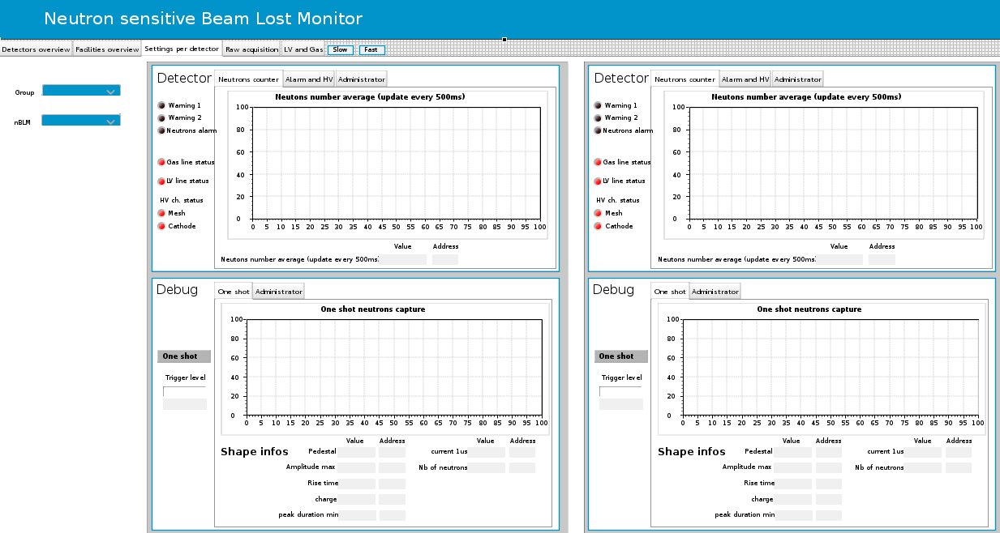 Neutron sensitive Beam Lost Monitor
Detectors overview Facilities overview Settings per detector Raw acquisition LV and Gas Slow Fast
Group
nBLM
Detector Neutrons counter Alarm and HV Administrator
Neutons number average (update every 500ms)
Warning 1
Warning 2
Neutrons alarm
Gas line status
LV line status
HV ch. status
Mesh
Cathode
100
80
60
40
20
0
0 5 10 15 20 25 30 35 40 45 50 55 60 65 70 75 80 85 90 95 100
Value Address
Neutons number average (update every 500ms
Debug One shot Administrator
One shot neutrons capture
One shot
Trigger level
100
80
60
40
20
0
0 5 10 15 20 25 30 35 40 45 50 55 60 65 70 75 80 85 90 95 100
Value Address Value Address
Shape infos Pedestal current 1us
Amplitude max Nb of neutrons
Rise time
charge
peak duration min
Detector Neutrons counter Alarm and HV Administrator
Neutons number average (update every 500ms)
Warning 1
Warning 2
Neutrons alarm
Gas line status
LV line status
HV ch. status
Mesh
Cathode
100
80
60
40
20
0
0 5 10 15 20 25 30 35 40 45 50 55 60 65 70 75 80 85 90 95 100
Value Address
Neutons number average (update every 500ms
Debug One shot Administrator
One shot neutrons capture
One shot
Trigger level
100
80
60
40
20
0
0 5 10 15 20 25 30 35 40 45 50 55 60 65 70 75 80 85 90 95 100
Value Address Value Address
Shape infos Pedestal current 1us
Amplitude max Nb of neutrons
Rise time
charge
peak duration min